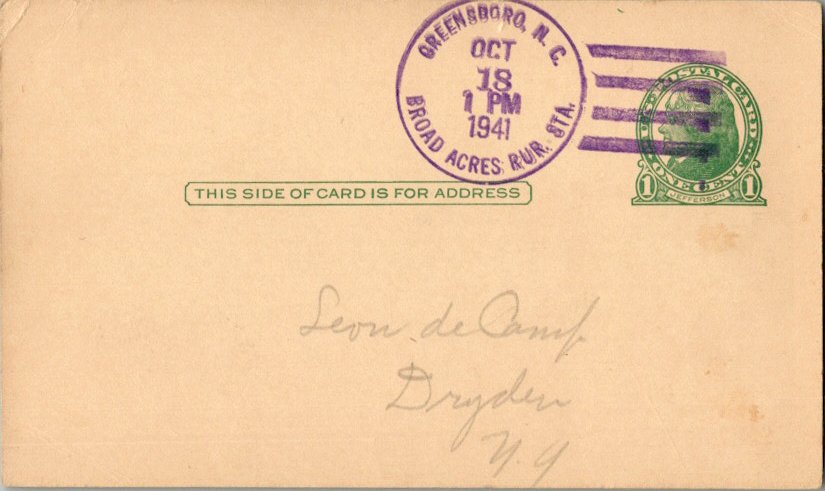 GREENSBORO, N. C.
OCT
18
1 PM
1941
BROAD ACRES RUR. STA.
U.S. POSTAL CARD
ONE CENT
1 1
JEFFERSON
THIS SIDE OF CARD IS FOR ADDRESS
Leon de Camp
Dryden
N.Y